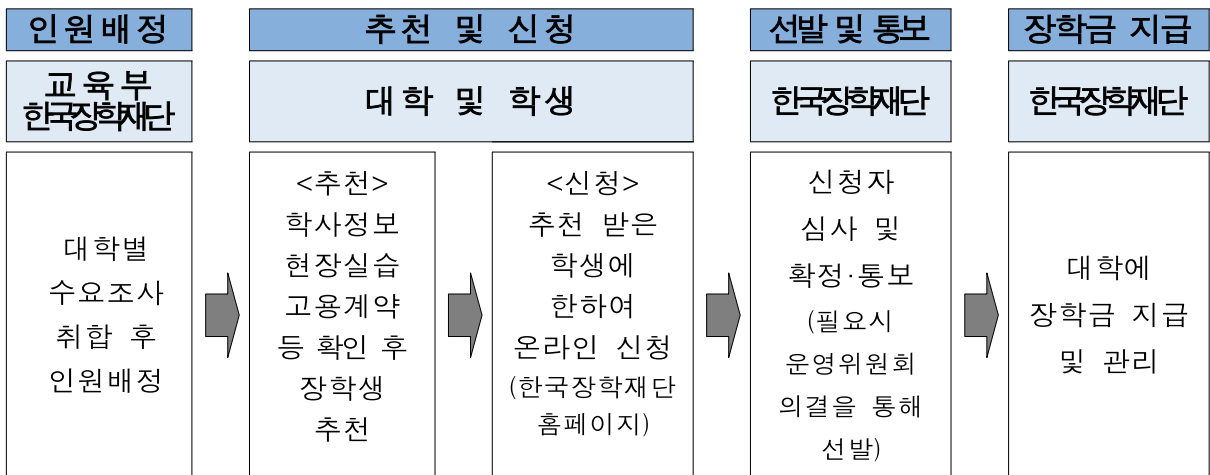 인원배정
교육부
한국장학재단
대학별
수요조사
취합 후
인원배정
추천 및 신청
대학 및 학생
<추천>
학사정보
현장실습
고용계약
등 확인 후
장학생
추천
<신청>
추천 받은
학생에
한하여
온라인 신청
(한국장학재단
홈페이지)
선발 및 통보
한국장학재단
신청자
심사 및
확정·통보
(필요시
운영위원회
의결을 통해
선발)
장학금 지급
한국장학재단
대학에
장학금 지급
및 관리